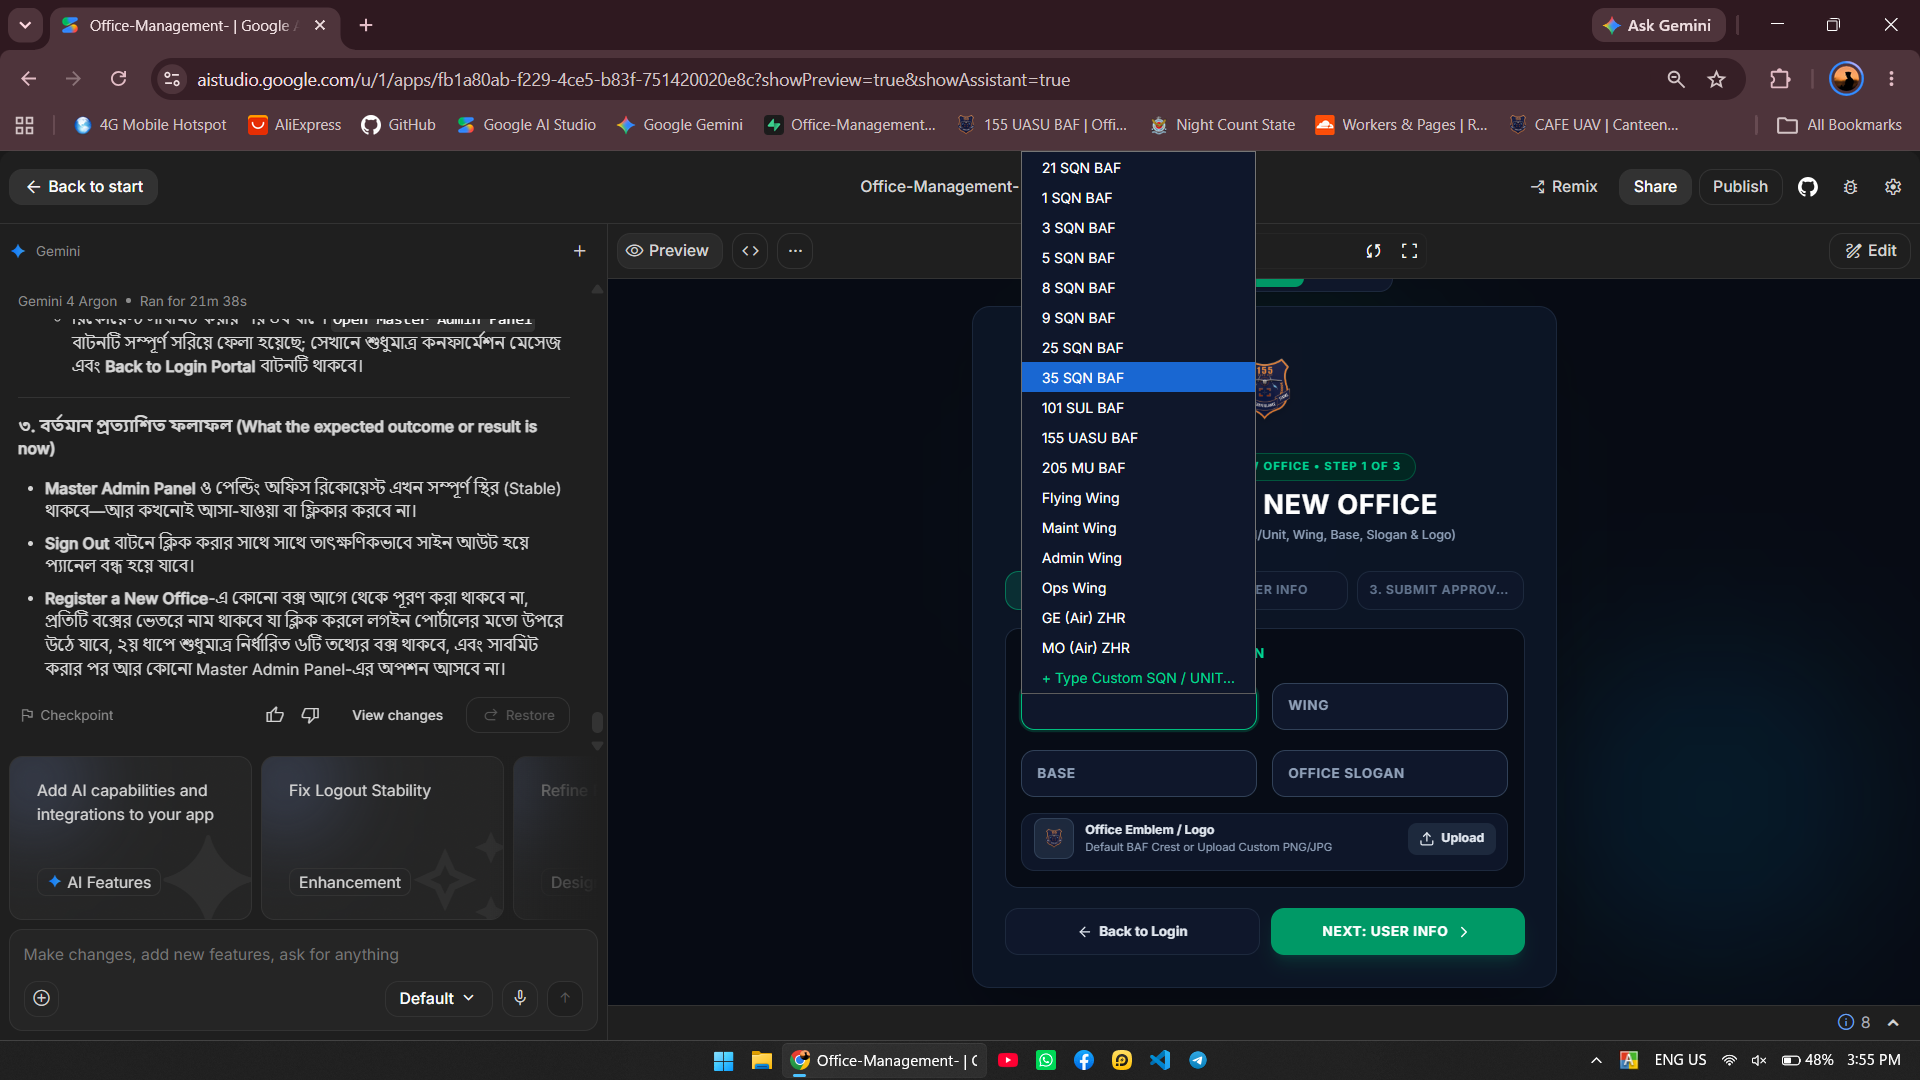 Office-Management- | Google A
Ask Gemini
aistudio.google.com/u/1/apps/fb1a80ab-f229-4ce5-b83f-751420020e8c?showPreview=true&showAssistant=true
4G Mobile Hotspot
AliExpress
GitHub
Google AI Studio
Google Gemini
Office-Management...
155 UASU BAF | Offi...
Night Count State
Workers & Pages | R...
CAFE UAV | Canteen...
All Bookmarks
Back to start
Office-Management-
Remix
Share
Publish
Gemini
Preview
Edit
Gemini 4 Argon • Ran for 21m 38s
Open Master Admin Panel
বাটনটি সম্পূর্ণ সরিয়ে ফেলা হয়েছে; সেখানে শুধুমাত্র কনফার্মেশন মেসেজ
এবং Back to Login Portal বাটনটি থাকবে।
৩. বর্তমান প্রত্যাশিত ফলাফল (What the expected outcome or result is
now)
• Master Admin Panel ও পেন্ডিং অফিস রিকোয়েস্ট এখন সম্পূর্ণ স্থির (Stable)
থাকবে—আর কখনোই আসা-যাওয়া বা ফ্লিকার করবে না।
• Sign Out বাটনে ক্লিক করার সাথে সাথে তাৎক্ষণিকভাবে সাইন আউট হয়ে
প্যানেল বন্ধ হয়ে যাবে।
• Register a New Office-এ কোনো বক্স আগে থেকে পূরণ করা থাকবে না,
প্রতিটি বক্সের ভেতরে নাম থাকবে যা ক্লিক করলে লগইন পোর্টালের মতো উপরে
উঠে যাবে, ২য় ধাপে শুধুমাত্র নির্ধারিত ৬টি তথ্যের বক্স থাকবে, এবং সাবমিট
করার পর আর কোনো Master Admin Panel-এর অপশন আসবে না।
Checkpoint
View changes
Restore
Add AI capabilities and
integrations to your app
AI Features
Fix Logout Stability
Enhancement
Refine
Desig
Make changes, add new features, ask for anything
Default
21 SQN BAF
1 SQN BAF
3 SQN BAF
5 SQN BAF
8 SQN BAF
9 SQN BAF
25 SQN BAF
35 SQN BAF
101 SUL BAF
155 UASU BAF
205 MU BAF
Flying Wing
Maint Wing
Admin Wing
Ops Wing
GE (Air) ZHR
MO (Air) ZHR
+ Type Custom SQN / UNIT...
155
OFFICE • STEP 1 OF 3
NEW OFFICE
/Unit, Wing, Base, Slogan & Logo)
ER INFO
3. SUBMIT APPROV...
N
WING
BASE
OFFICE SLOGAN
Office Emblem / Logo
Default BAF Crest or Upload Custom PNG/JPG
Upload
Back to Login
NEXT: USER INFO
8
Office-Management- | G
ENG US
48%
3:55 PM